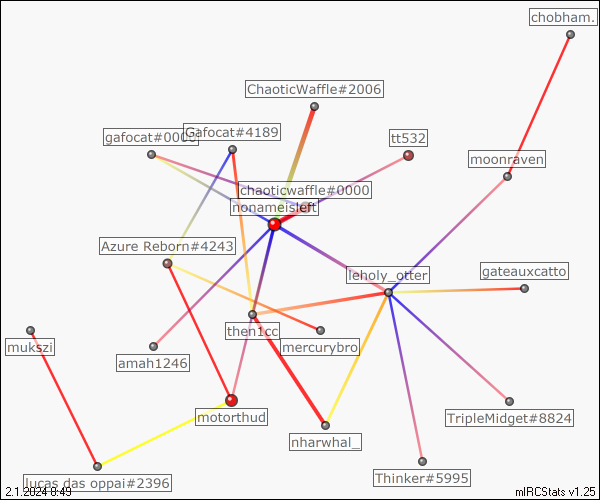 chobham.
ChaoticWaffle#2006
Gafocat#4189
gafocat#0000
tt532
moonraven
chaoticwaffle#0000
nonameisleft
Azure Reborn#4243
leholy_otter
gateauxcatto
then1cc
mukszi
mercurybro
amah1246
motorthud
TripleMidget#8824
nharwhal_
Thinker#5995
lucas das oppai#2396
2.1.2024 8:49
mIRCStats v1.25